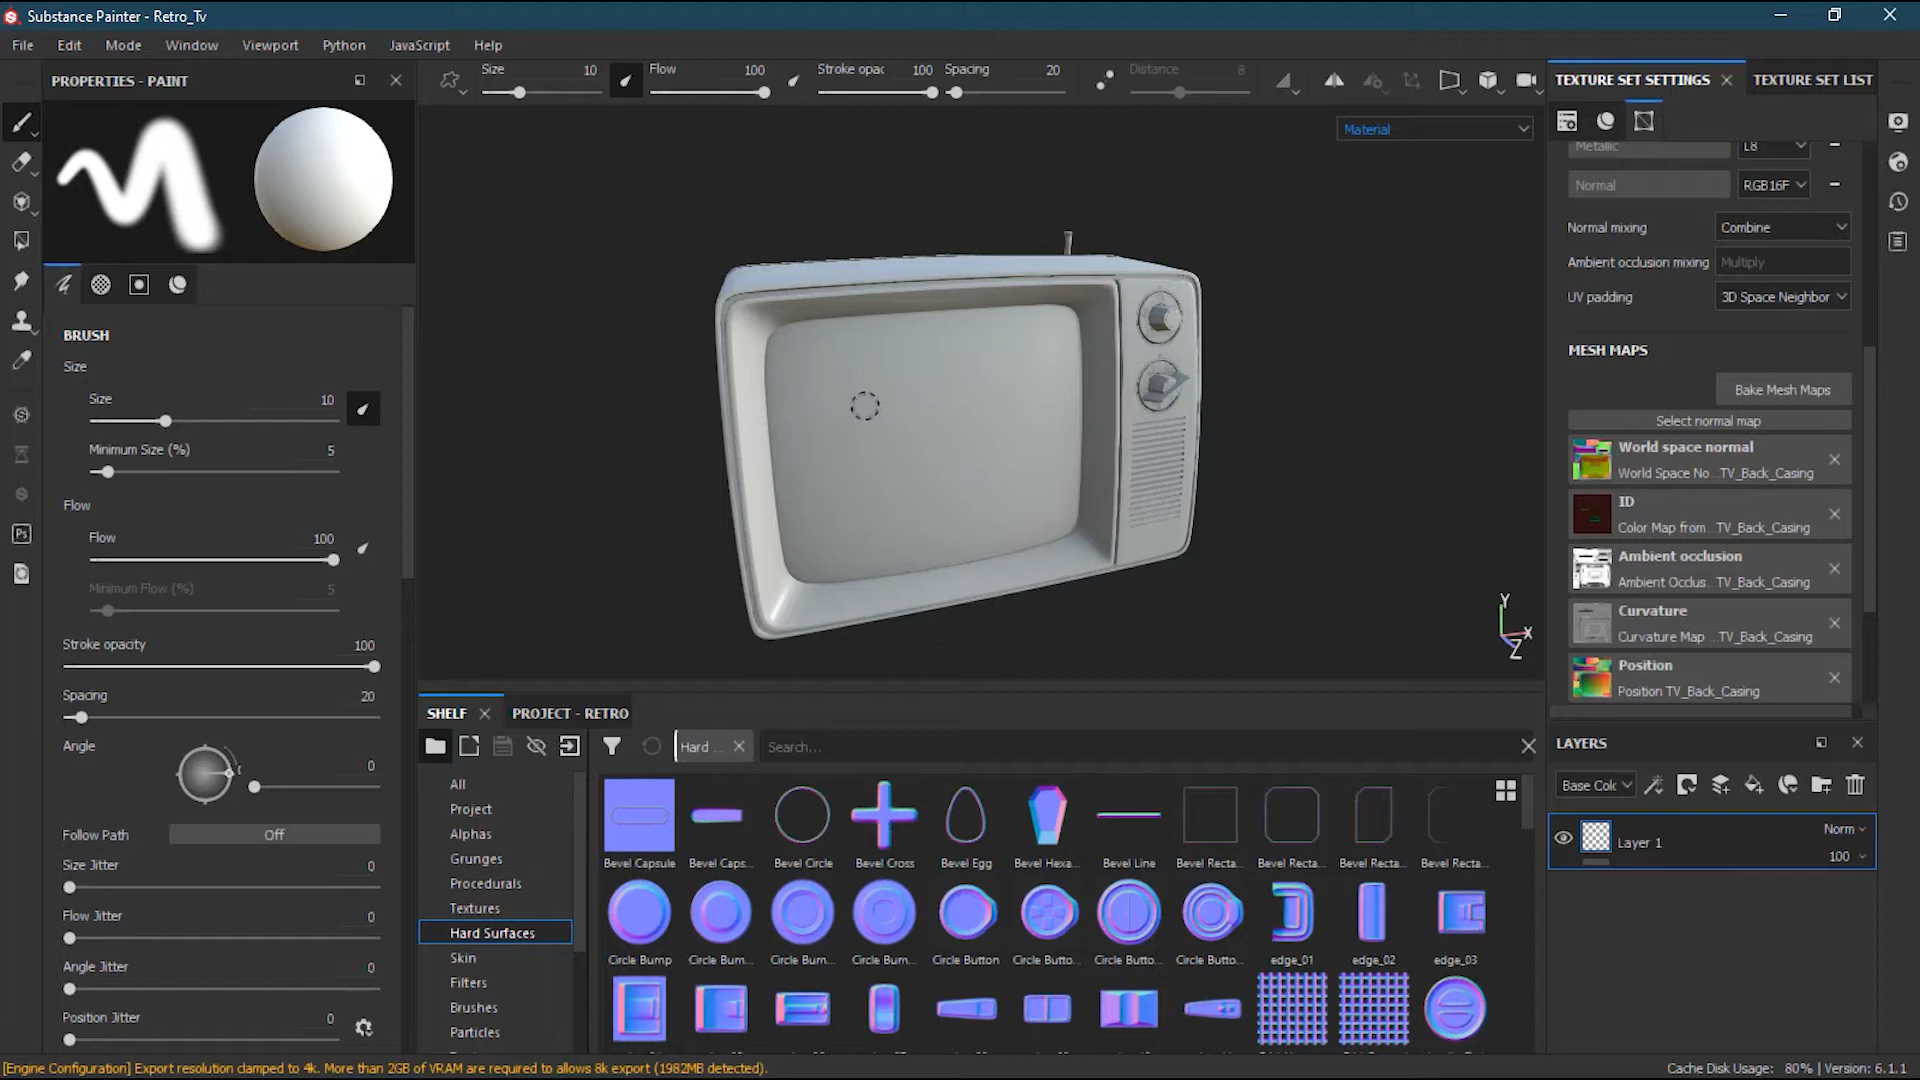 Substance Painter - Retro_Tv
File Edit Mode Window Viewport Python JavaScript Help
PROPERTIES - PAINT
Size 10 Flow 100 Stroke opac 100 Spacing 20 Distance 8
Material
BRUSH
Size
Size 10
Minimum Size (%) 5
Flow
Flow 100
Minimum Flow (%) 5
Stroke opacity 100
Spacing 20
Angle
0
Follow Path Off
Size Jitter 0
Flow Jitter 0
Angle Jitter 0
Position Jitter 0
Ps
Y
X
Z
SHELF PROJECT - RETRO
Hard ... Search...
All
Project
Alphas
Grunges
Procedurals
Textures
Hard Surfaces
Skin
Filters
Brushes
Particles
Bevel Capsule Bevel Caps... Bevel Circle Bevel Cross Bevel Egg Bevel Hexa... Bevel Line Bevel Recta... Bevel Recta... Bevel Recta... Bevel Recta...
Circle Bump Circle Bum... Circle Bum... Circle Bum... Circle Button Circle Butto... Circle Butto... Circle Butto... edge_01 edge_02 edge_03
TEXTURE SET SETTINGS TEXTURE SET LIST
Metallic L8
Normal RGB16F
Normal mixing Combine
Ambient occlusion mixing Multiply
UV padding 3D Space Neighbor
MESH MAPS
Bake Mesh Maps
Select normal map
World space normal
World Space No...TV_Back_Casing
ID
Color Map from...TV_Back_Casing
Ambient occlusion
Ambient Occlus...TV_Back_Casing
Curvature
Curvature Map ...TV_Back_Casing
Position
Position TV_Back_Casing
LAYERS
Base Col
Layer 1 Norm
100
[Engine Configuration] Export resolution clamped to 4k. More than 2GB of VRAM are required to allows 8k export (1982MB detected).
Cache Disk Usage: 80% | Version: 6.1.1